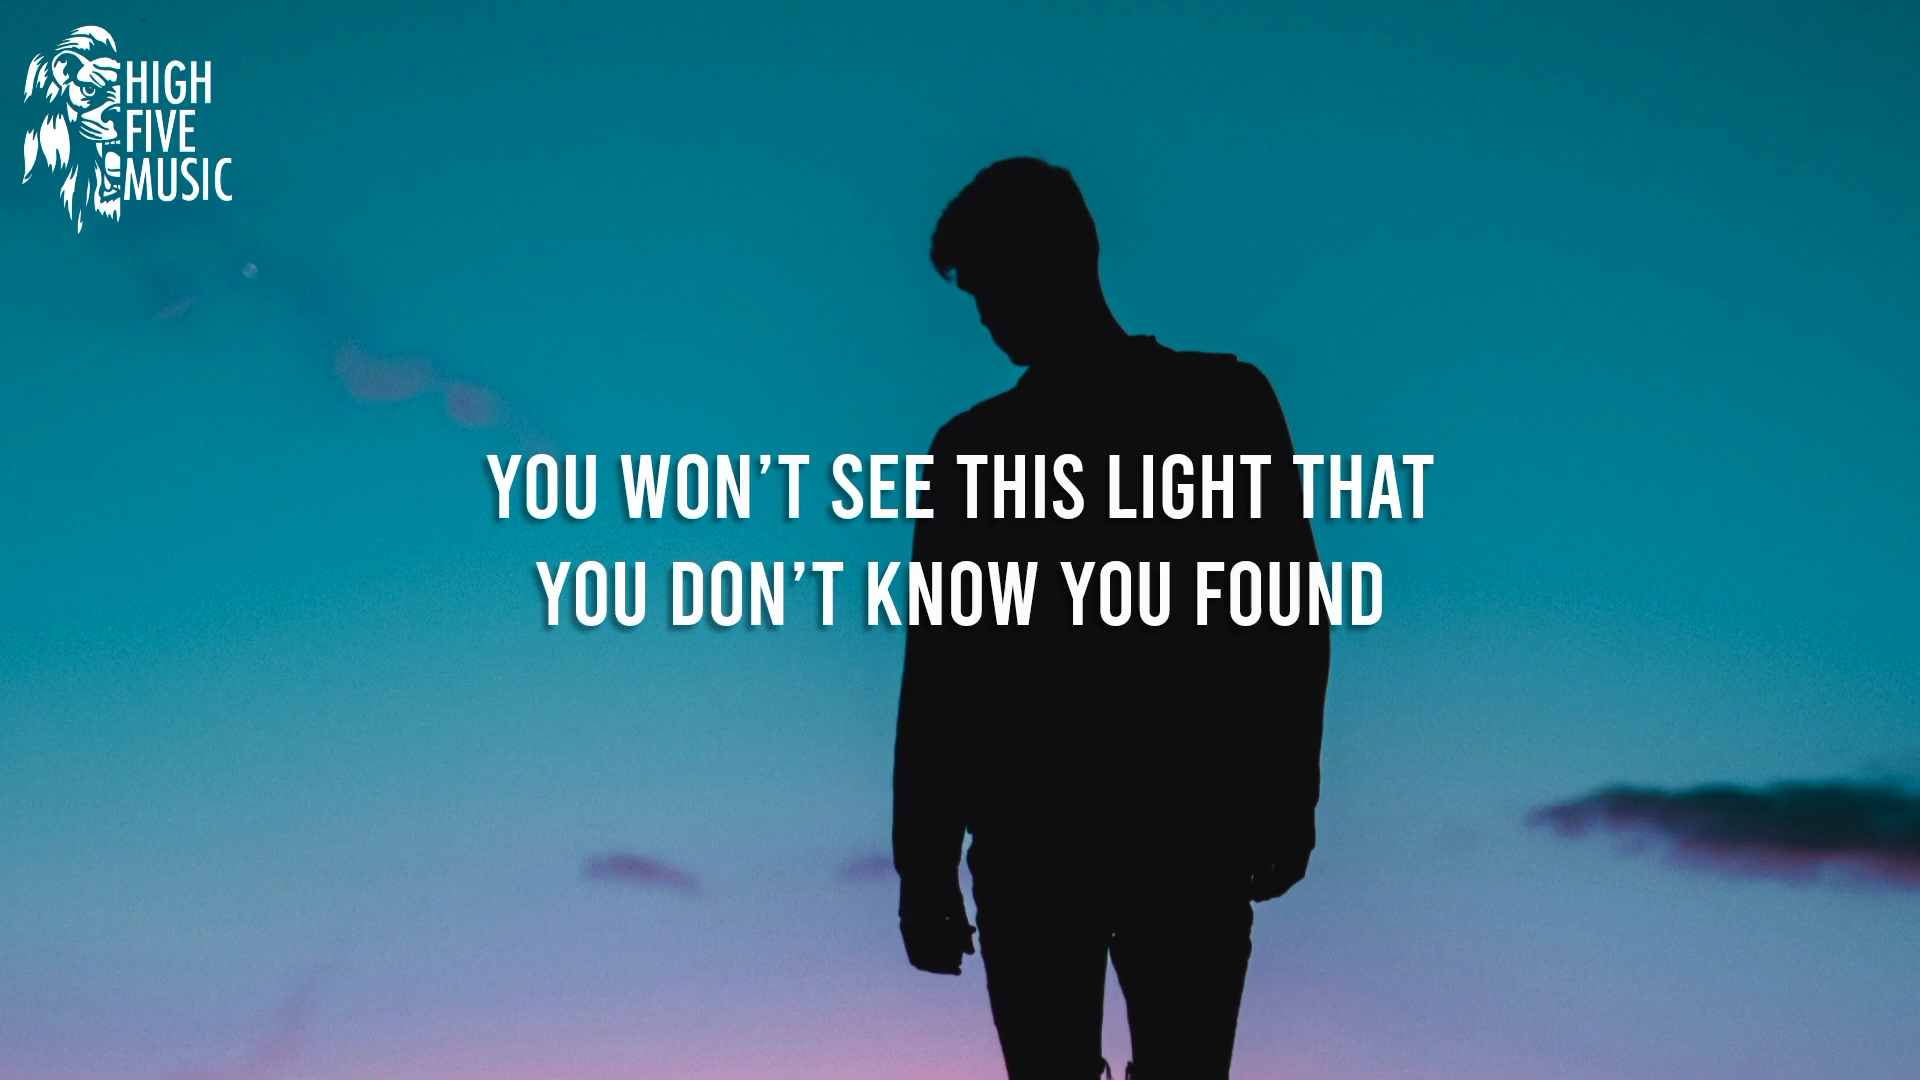 HIGH
FIVE
MUSIC
YOU WON’T SEE THIS LIGHT THAT
YOU DON’T KNOW YOU FOUND